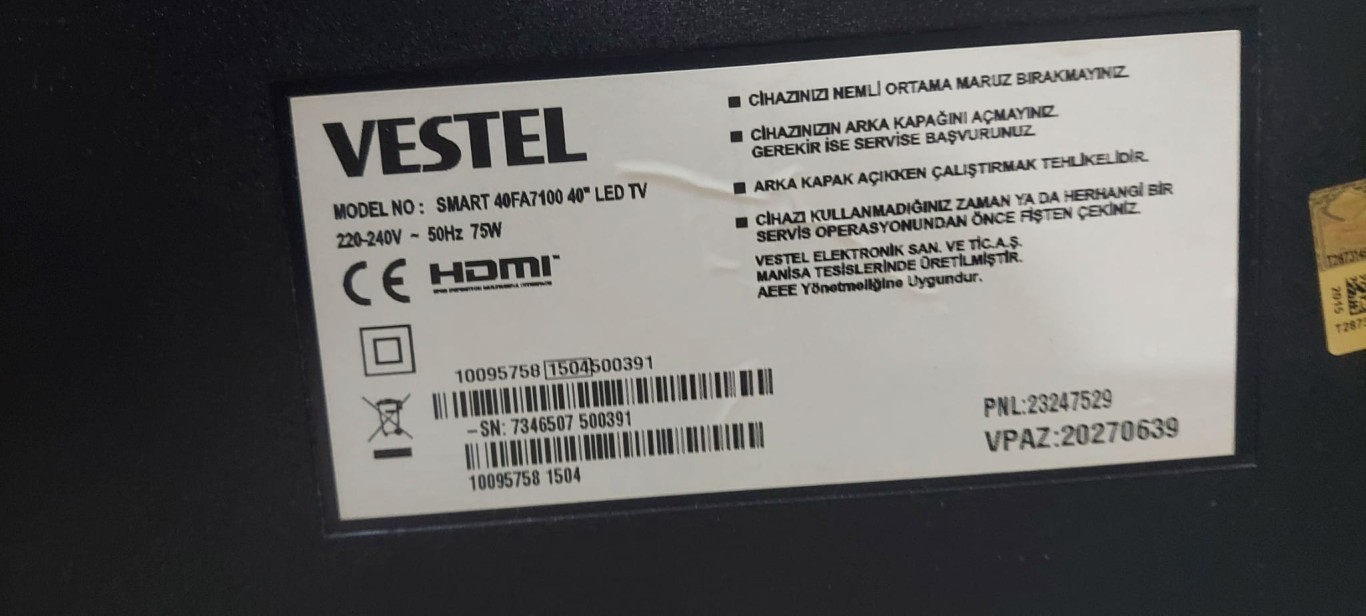 VESTEL
MODEL NO : SMART 40FA7100 40" LED TV
220-240V ~ 50Hz 75W
CE HDMI
10095758 1504500391
-SN: 7346507 500391
10095758 1504
■ CİHAZINIZI NEMLİ ORTAMA MARUZ BIRAKMAYINIZ.
■ CİHAZINIZIN ARKA KAPAĞINI AÇMAYINIZ.
GEREKİR İSE SERVİSE BAŞVURUNUZ.
■ ARKA KAPAK AÇIKKEN ÇALIŞTIRMAK TEHLİKELİDİR.
■ CİHAZI KULLANMADIĞINIZ ZAMAN YA DA HERHANGİ BİR
SERVİS OPERASYONUNDAN ÖNCE FİŞTEN ÇEKİNİZ.
VESTEL ELEKTRONİK SAN. VE TİC.A.Ş.
MANİSA TESİSLERİNDE ÜRETİLMİŞTİR.
AEEE Yönetmeliğine Uygundur.
PNL:23247529
VPAZ:20270639
7915